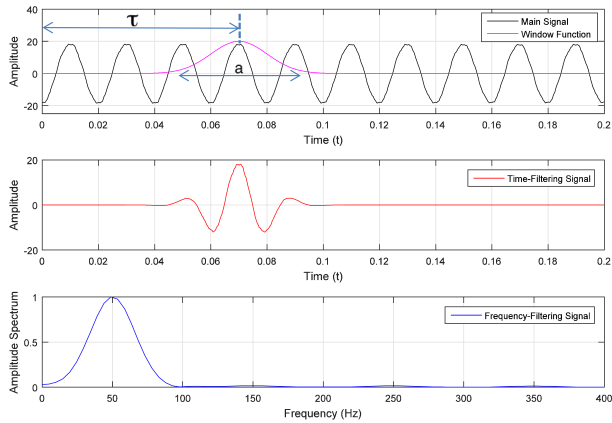 τ
40
20
0
-20
Amplitude
Main Signal
Window Function
a
0 0.02 0.04 0.06 0.08 0.1 0.12 0.14 0.16 0.18 0.2
Time (t)
20
0
-20
Amplitude
Time-Filtering Signal
0 0.02 0.04 0.06 0.08 0.1 0.12 0.14 0.16 0.18 0.2
Time (t)
1
0.5
0
Amplitude Spectrum
Frequency-Filtering Signal
0 50 100 150 200 250 300 350 400
Frequency (Hz)